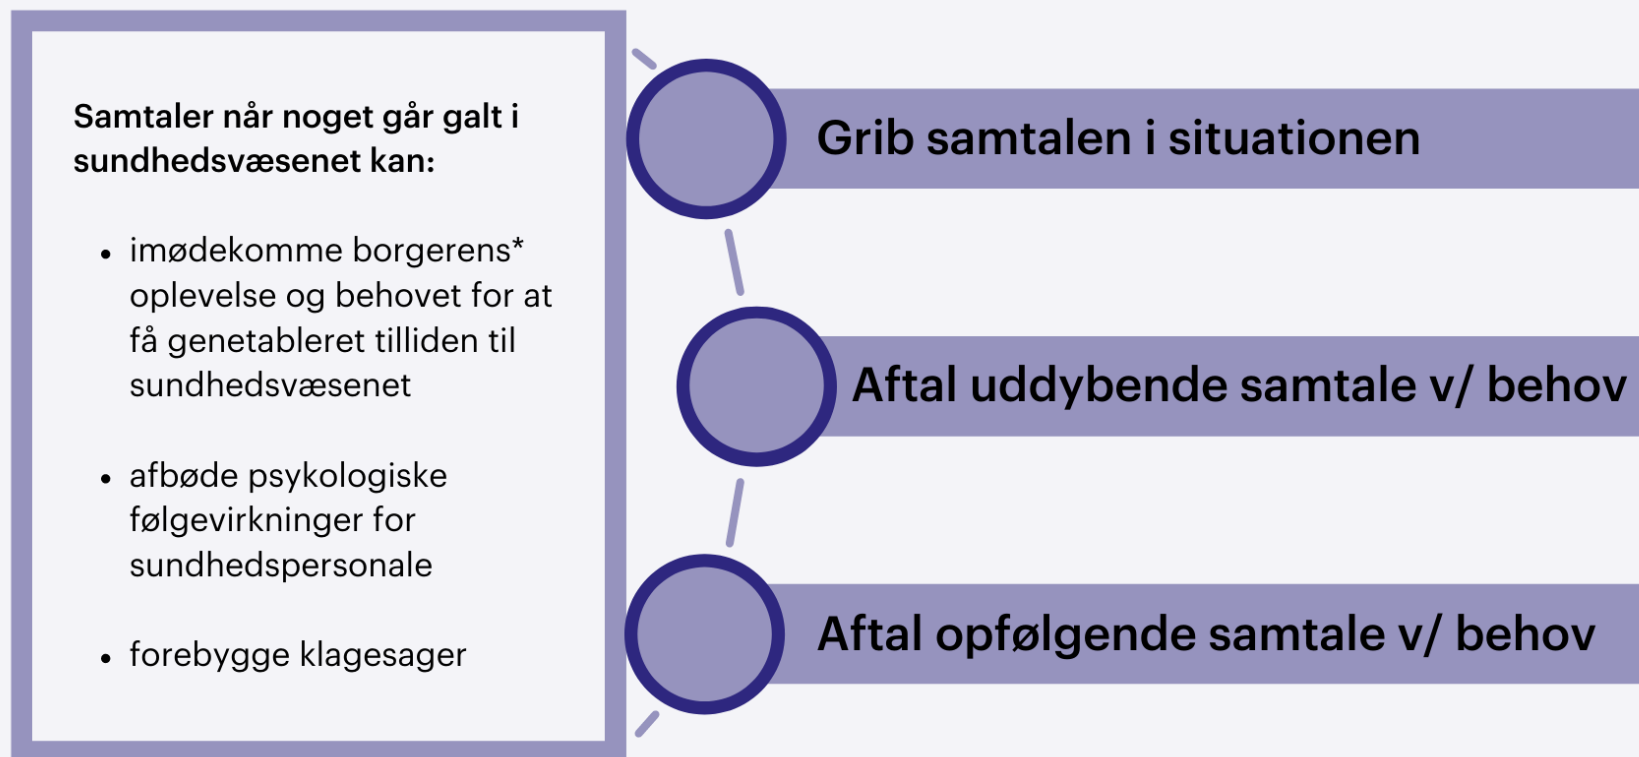 Samtaler når noget går galt i
sundhedsvæsenet kan:
• imødekomme borgerens*
oplevelse og behovet for at
få genetableret tilliden til
sundhedsvæsenet
• afbøde psykologiske
følgevirkninger for
sundhedspersonale
• forebygge klagesager
Grib samtalen i situationen
Aftal uddybende samtale v/ behov
Aftal opfølgende samtale v/ behov